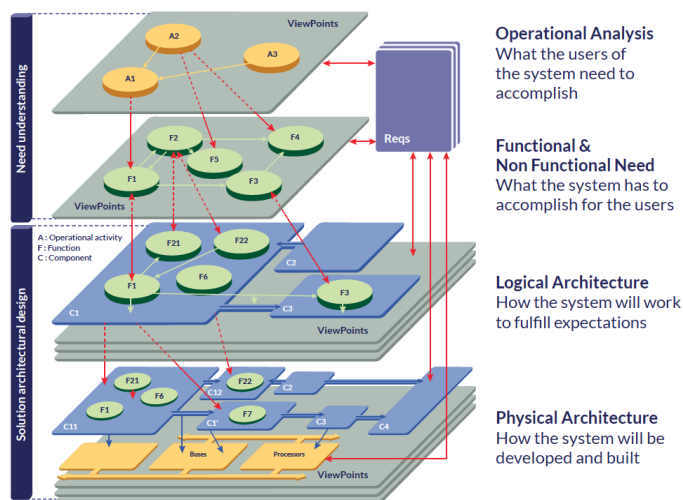 Need understanding
ViewPoints
A2
A3
A1
Operational Analysis
What the users of
the system need to
accomplish
Reqs
F2
F4
F5
F1
F3
ViewPoints
Functional &
Non Functional Need
What the system has to
accomplish for the users
Solution architectural design
A : Operational activity
F : Function
C : Component
F21
F22
C2
F6
F1
F3
C1
C3
ViewPoints
Logical Architecture
How the system will work
to fulfill expectations
F21
F22
C2
C12
F6
F1
F7
C3
C4
C11
C1'
Buses
Processors
ViewPoints
Physical Architecture
How the system will be
developed and built